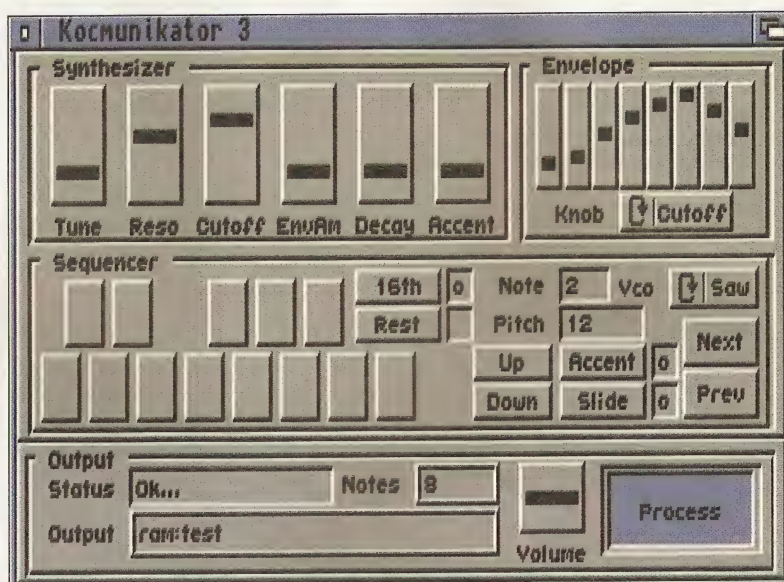 Kocmunikator 3
Synthesizer
Tune Reso Cutoff EnvAm Decay Accent
Envelope
Knob Cutoff
Sequencer
16th o Note 2 Vco Saw
Rest Pitch 12
Next
Up Accent o
Down Slide o Prev
Output
Status Ok... Notes 8
Process
Output ram:test
Volume